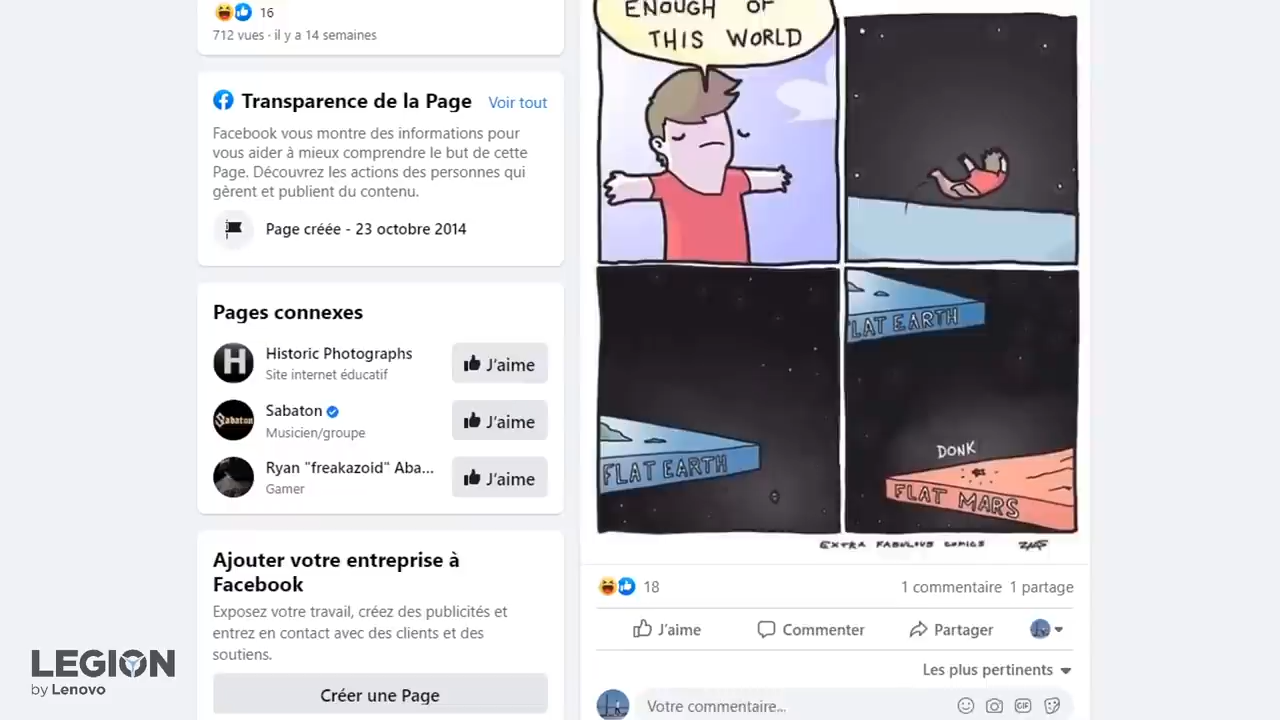 16
712 vues · il y a 14 semaines
Transparence de la Page Voir tout
Facebook vous montre des informations pour
vous aider à mieux comprendre le but de cette
Page. Découvrez les actions des personnes qui
gèrent et publient du contenu.
Page créée - 23 octobre 2014
Pages connexes
Historic Photographs
Site internet éducatif
J’aime
Sabaton
Sabaton
Musicien/groupe
J’aime
Ryan "freakazoid" Aba...
Gamer
J’aime
Ajouter votre entreprise à
Facebook
Exposez votre travail, créez des publicités et
entrez en contact avec des clients et des
soutiens.
Créer une Page
LEGION
by Lenovo
ENOUGH OF
THIS WORLD
FLAT EARTH
LAT EARTH
DONK
FLAT MARS
EXTRA FABULOUS COMICS
18
1 commentaire 1 partage
J’aime Commenter Partager
Les plus pertinents
Votre commentaire...
GIF